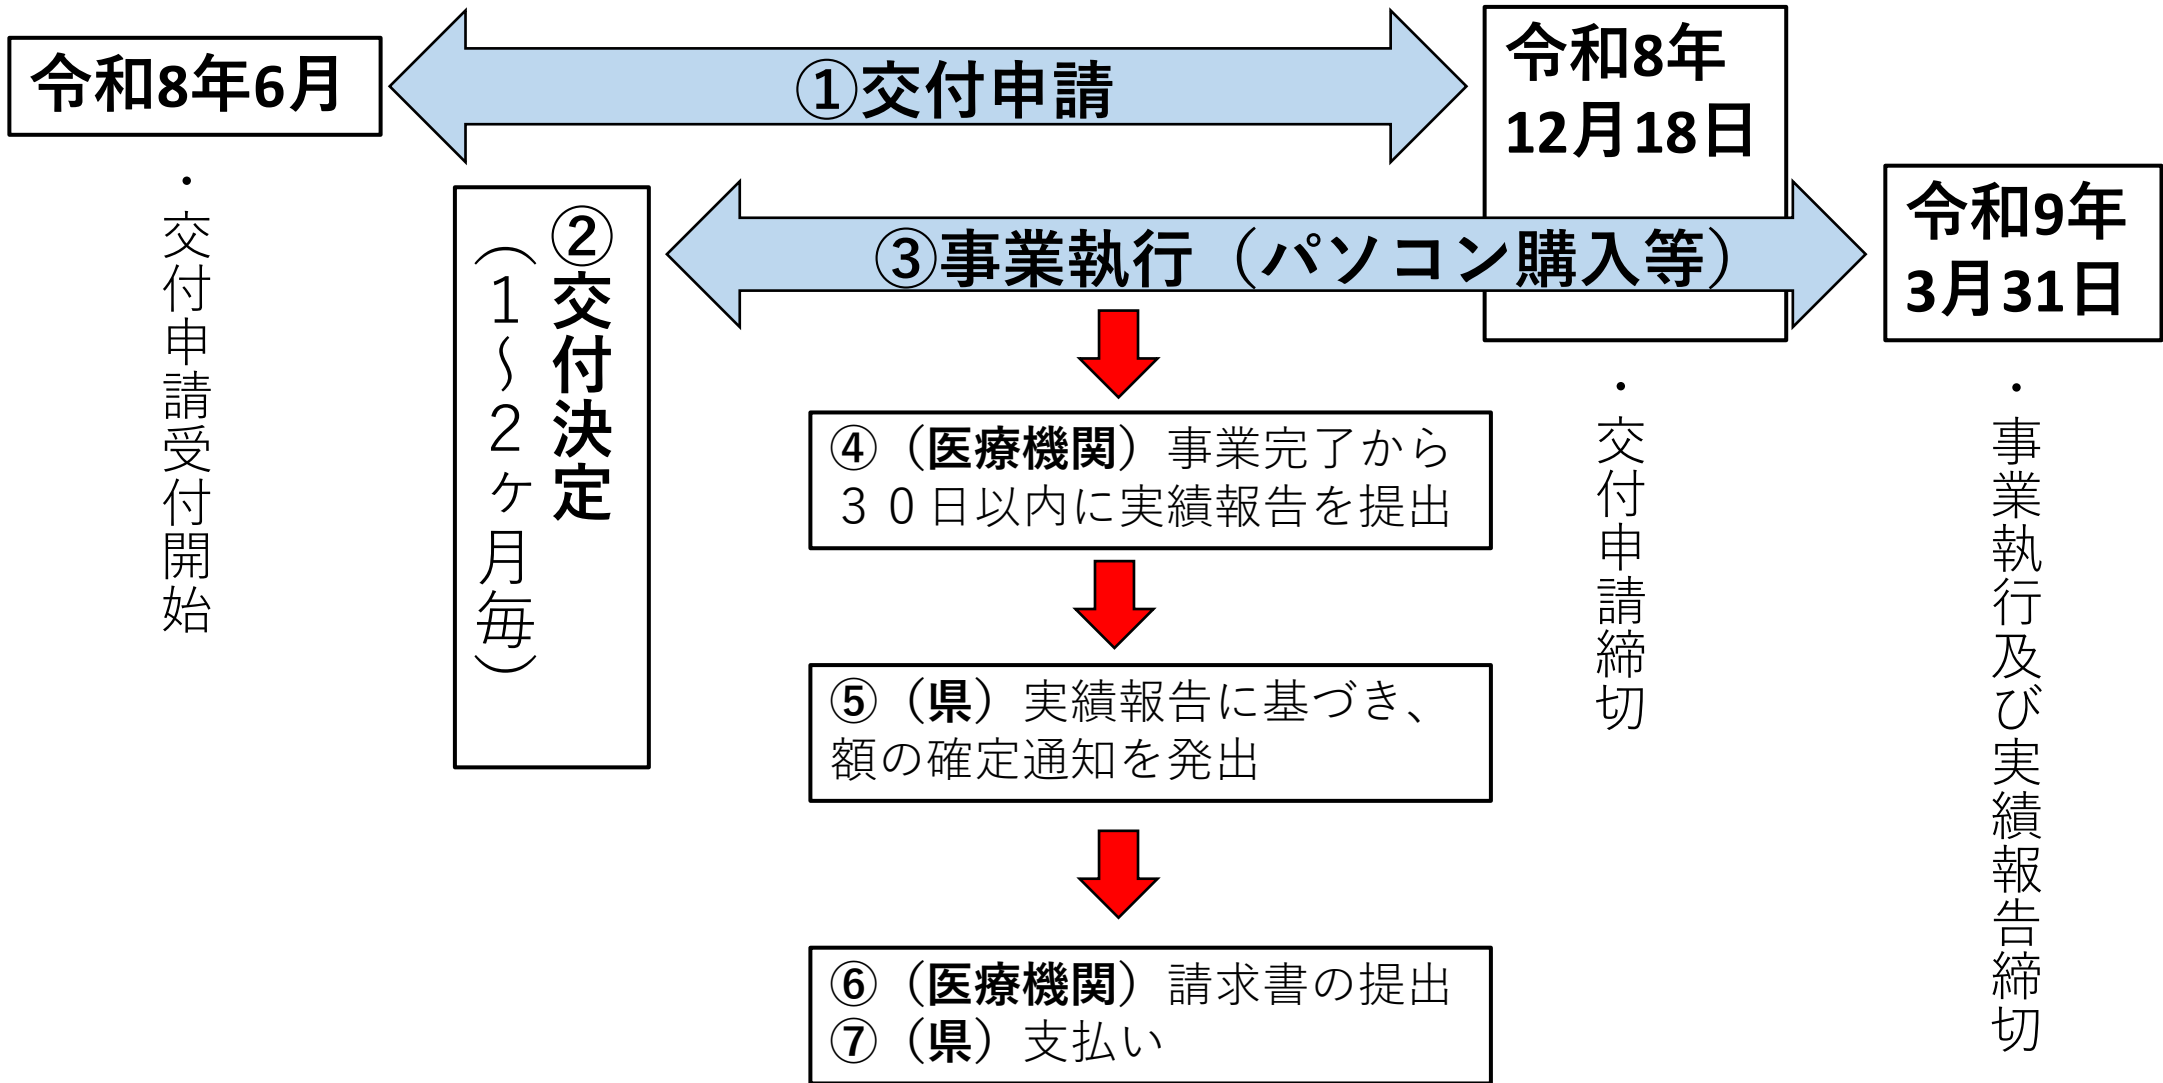 令和8年6月
①交付申請
令和8年
12月18日
・交付申請受付開始
②交付決定
（１～２ヶ月毎）
③事業執行（パソコン購入等）
令和9年
3月31日
④（医療機関）事業完了から
３０日以内に実績報告を提出
⑤（県）実績報告に基づき、
額の確定通知を発出
⑥（医療機関）請求書の提出
⑦（県）支払い
・交付申請締切
・事業執行及び実績報告締切